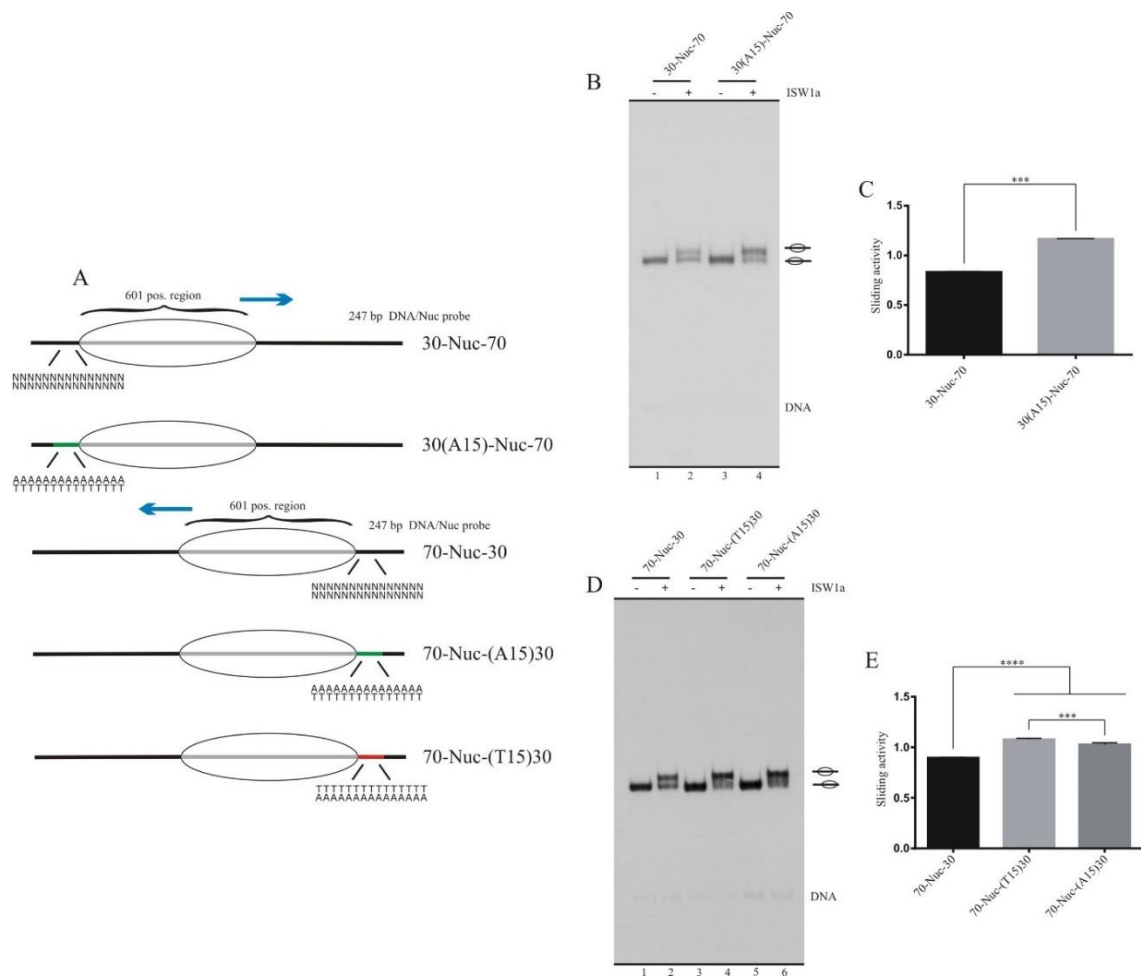 A
601 pos. region
247 bp DNA/Nuc probe
30-Nuc-70
NNNNNNNNNNNNNNN
NNNNNNNNNNNNNNN
30(A15)-Nuc-70
AAAAAAAAAAAAAAA
TTTTTTTTTTTTTTT
601 pos. region
247 bp DNA/Nuc probe
70-Nuc-30
NNNNNNNNNNNNNNN
NNNNNNNNNNNNNNN
70-Nuc-(A15)30
AAAAAAAAAAAAAAA
TTTTTTTTTTTTTTT
70-Nuc-(T15)30
TTTTTTTTTTTTTTT
AAAAAAAAAAAAAAA
B
30-Nuc-70
30(A15)-Nuc-70
- + - + ISW1a
DNA
1 2 3 4
C
***
Sliding activity
1.5
1.0
0.5
0.0
30-Nuc-70
30(A15)-Nuc-70
D
70-Nuc-30
70-Nuc-(T15)30
70-Nuc-(A15)30
- + - + - + ISW1a
DNA
1 2 3 4 5 6
E
****
***
Sliding activity
1.5
1.0
0.5
0.0
70-Nuc-30
70-Nuc-(T15)30
70-Nuc-(A15)30